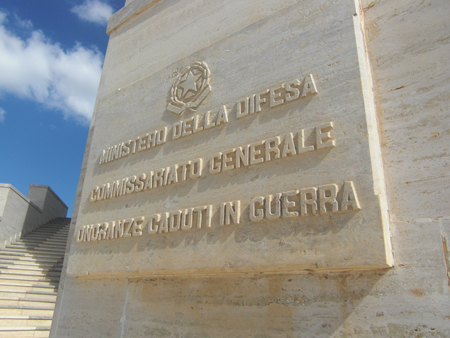 MINISTERO DELLA DIFESA
COMMISSARIATO GENERALE
ONORANZE CADUTI IN GUERRA